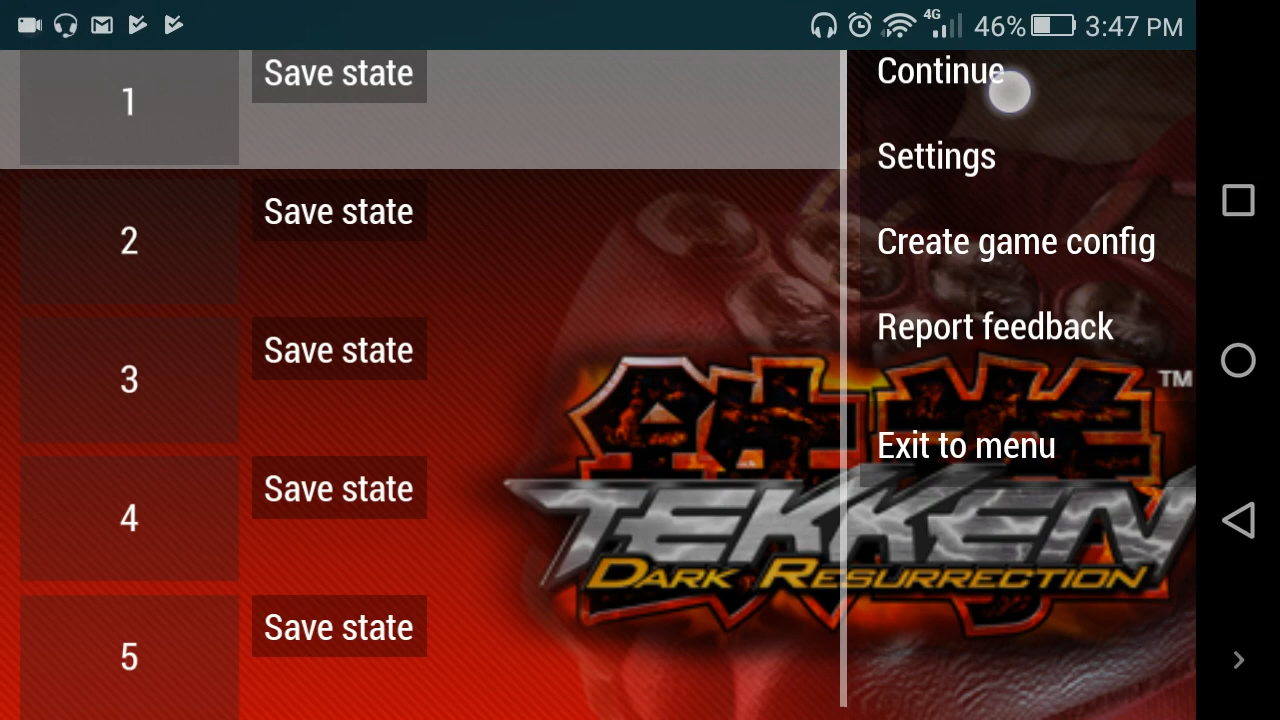 4G 46% 3:47 PM
1 Save state
2 Save state
3 Save state
4 Save state
5 Save state
Continue
Settings
Create game config
Report feedback
Exit to menu
鉄拳
TM
TEKKEN
DARK RESURRECTION